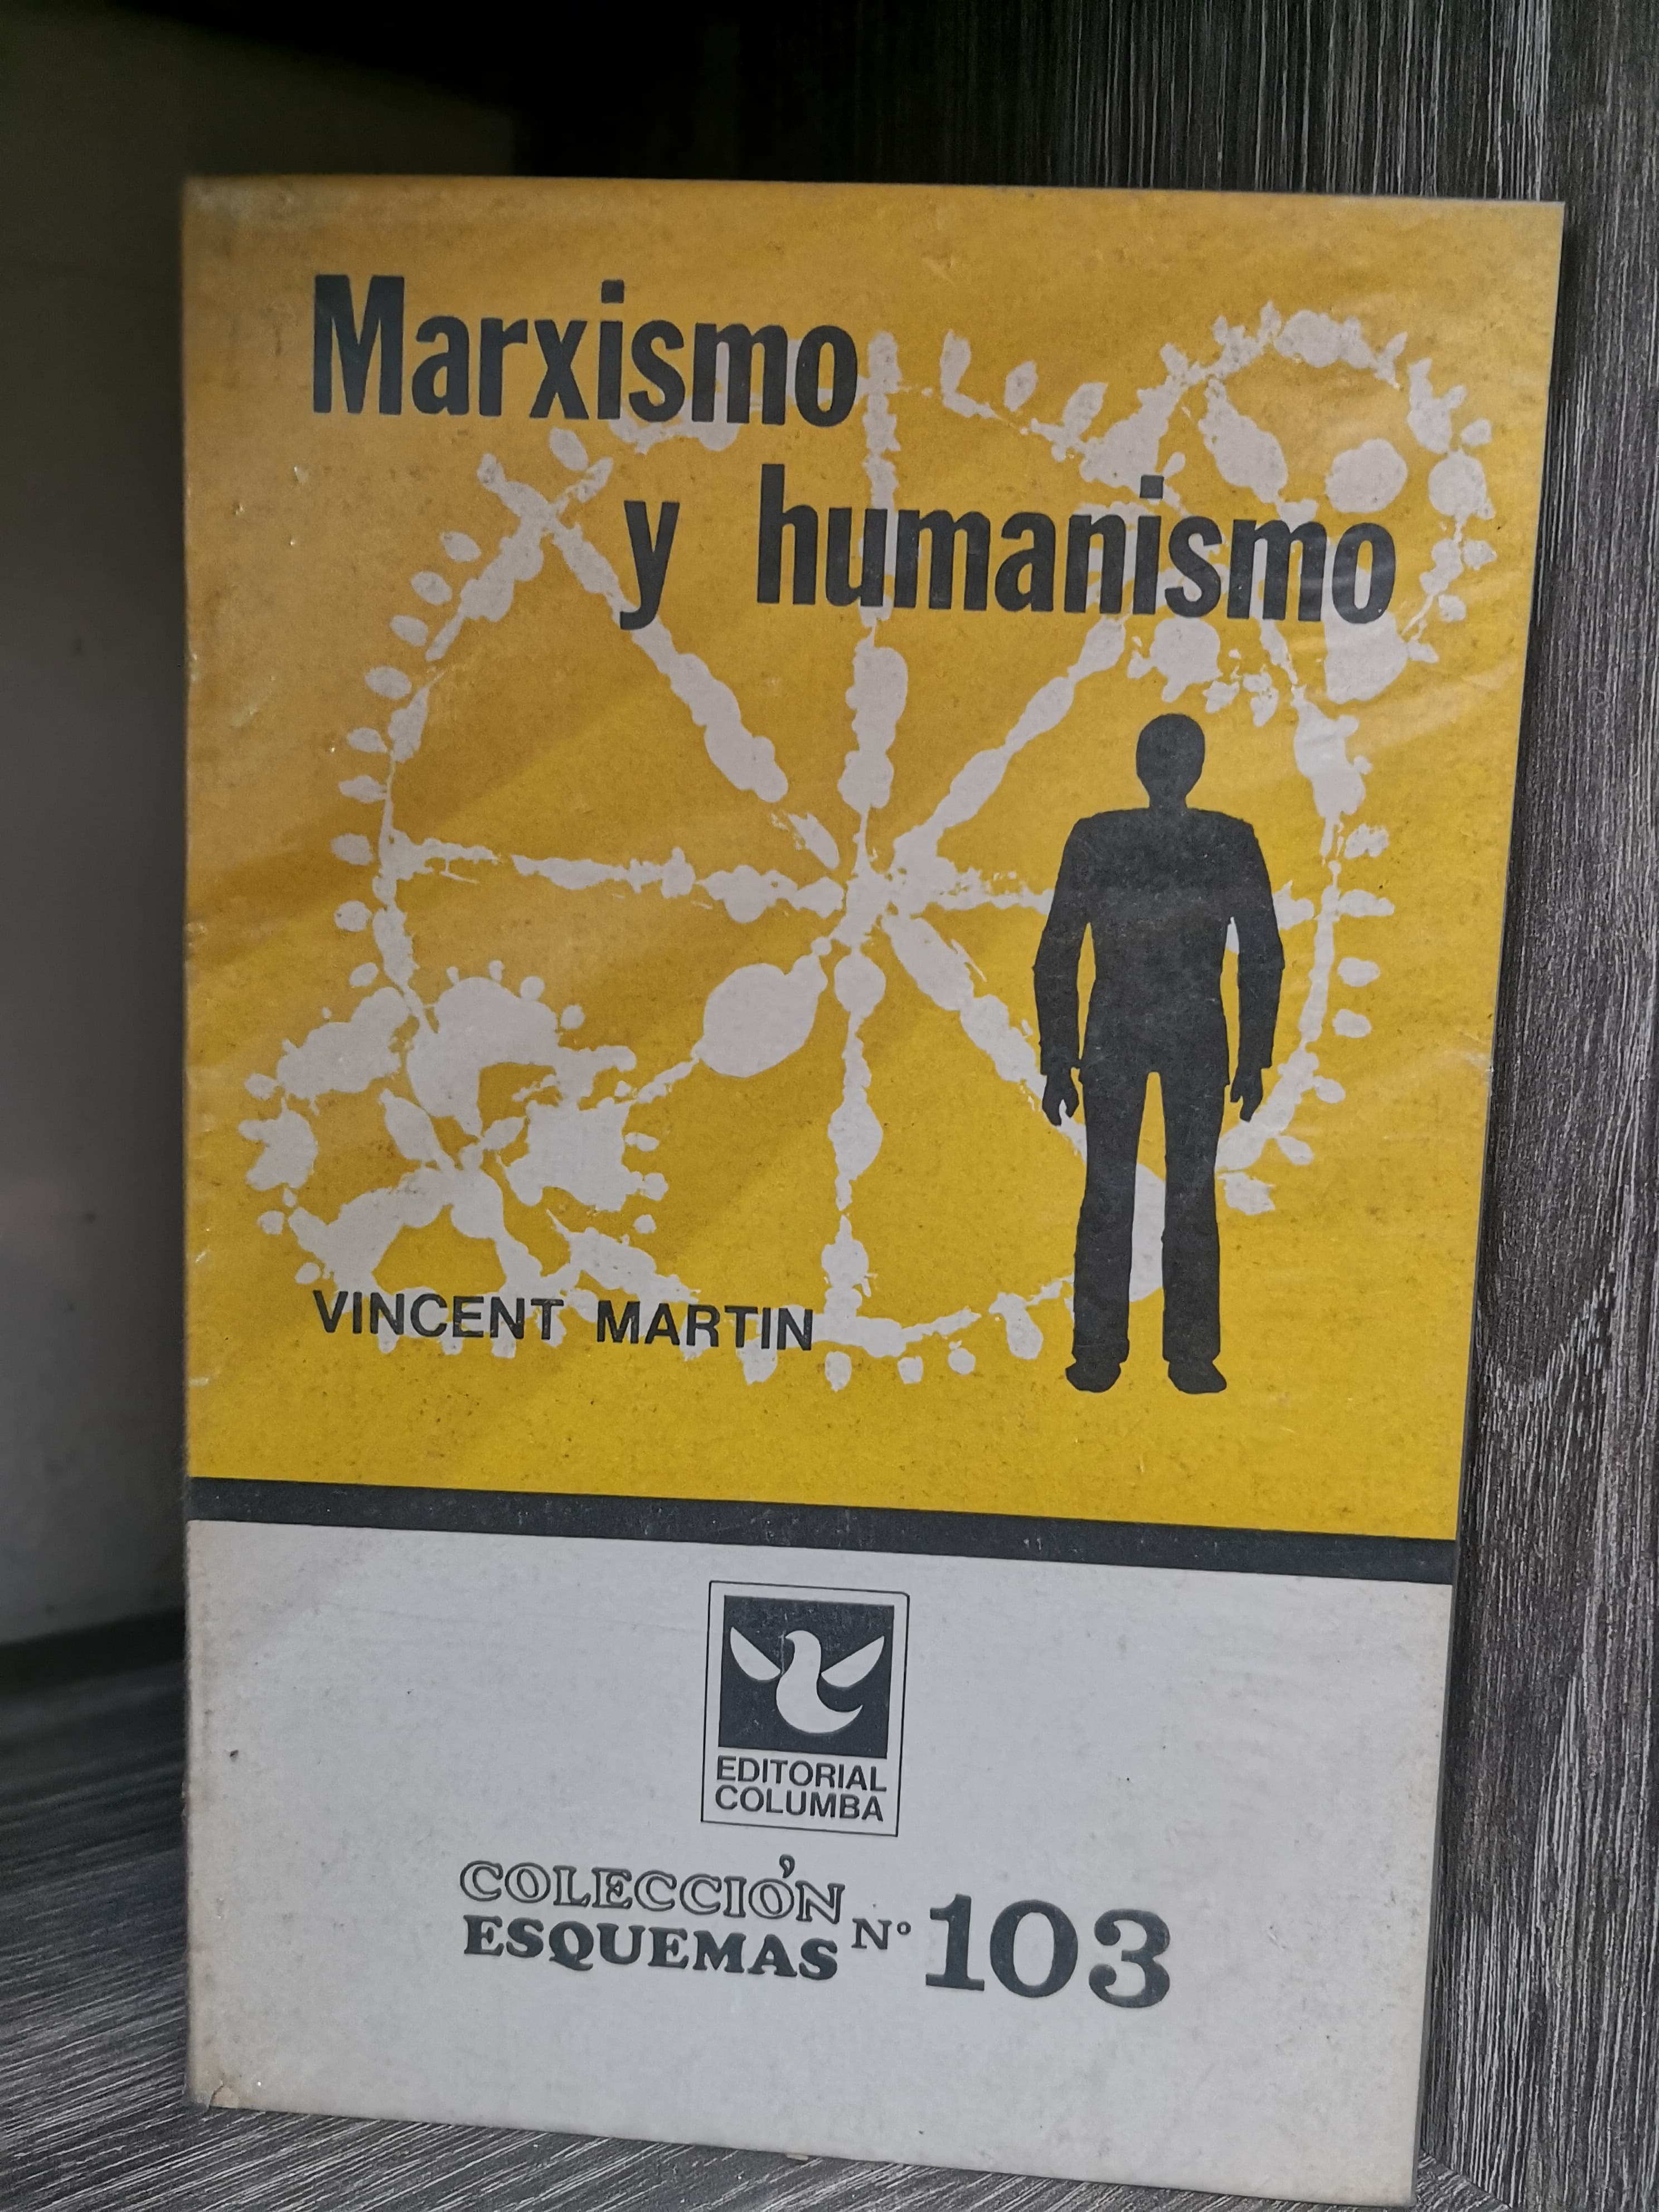 Marxismo
y humanismo
VINCENT MARTIN
EDITORIAL
COLUMBA
COLECCIÓN
ESQUEMAS Nº 103